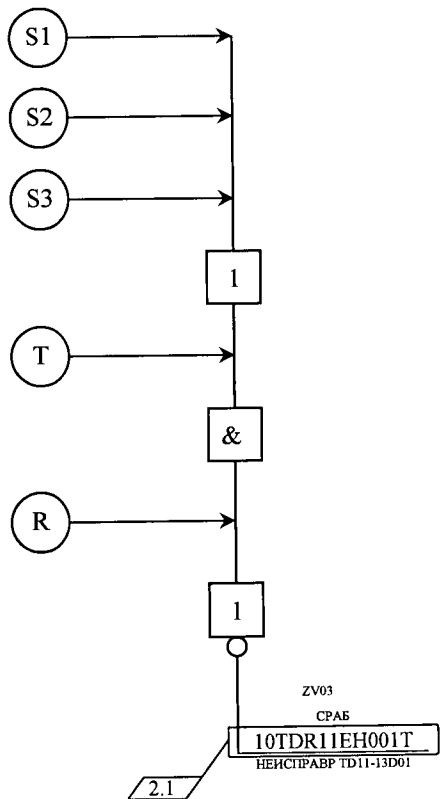 S1
S2
S3
1
T
&
R
1
ZV03
СРАБ
10TDR11EH001T
НЕИСПРАВР TD11-13D01
2.1